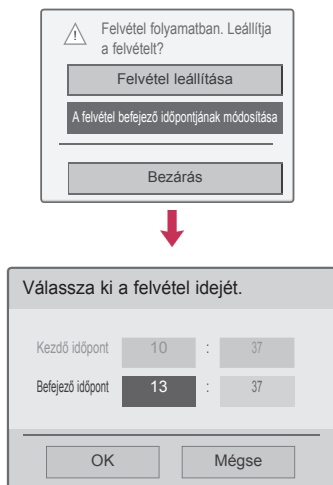 Felvétel folyamatban. Leállítja
a felvételt?
Felvétel leállítása
A felvétel befejező időpontjának módosítása
Bezárás
Válassza ki a felvétel idejét.
Kezdő időpont 10 : 37
Befejező időpont 13 : 37
OK Mégse